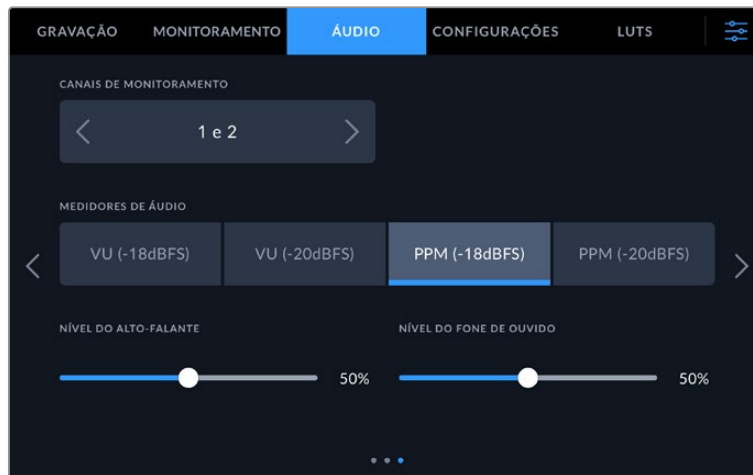 GRAVAÇÃO MONITORAMENTO ÁUDIO CONFIGURAÇÕES LUTS
CANAIS DE MONITORAMENTO
1 e 2
MEDIDORES DE ÁUDIO
VU (-18dBFS) VU (-20dBFS) PPM (-18dBFS) PPM (-20dBFS)
NÍVEL DO ALTO-FALANTE NÍVEL DO FONE DE OUVIDO
50% 50%